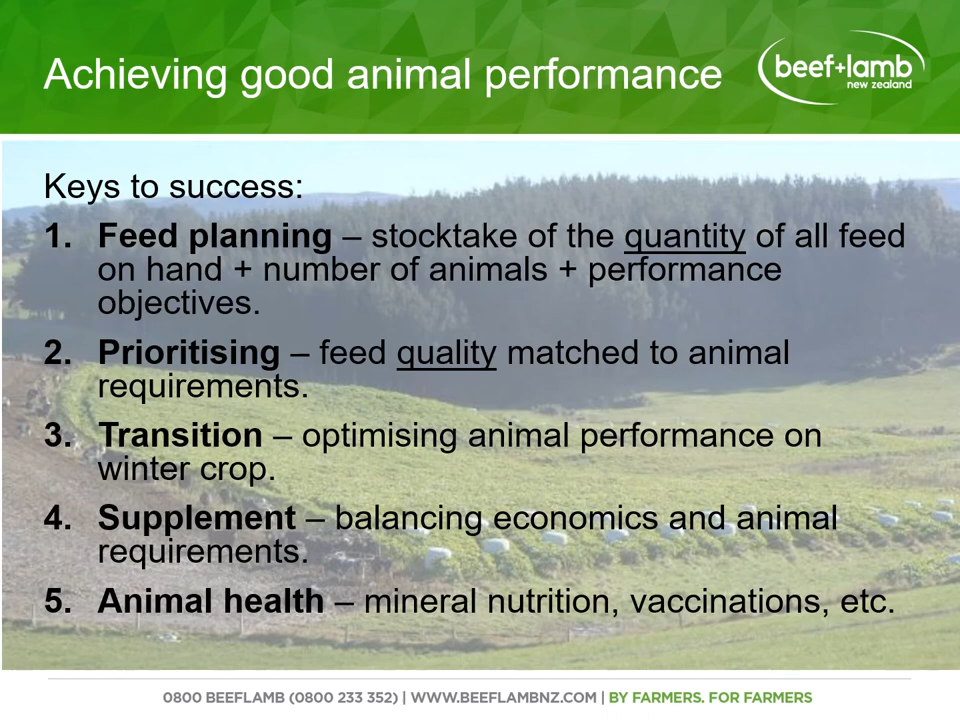 Achieving good animal performance
beef+lamb
new zealand
Keys to success:
1. Feed planning – stocktake of the quantity of all feed
on hand + number of animals + performance
objectives.
2. Prioritising – feed quality matched to animal
requirements.
3. Transition – optimising animal performance on
winter crop.
4. Supplement – balancing economics and animal
requirements.
5. Animal health – mineral nutrition, vaccinations, etc.
0800 BEEFLAMB (0800 233 352) | WWW.BEEFLAMBNZ.COM | BY FARMERS. FOR FARMERS